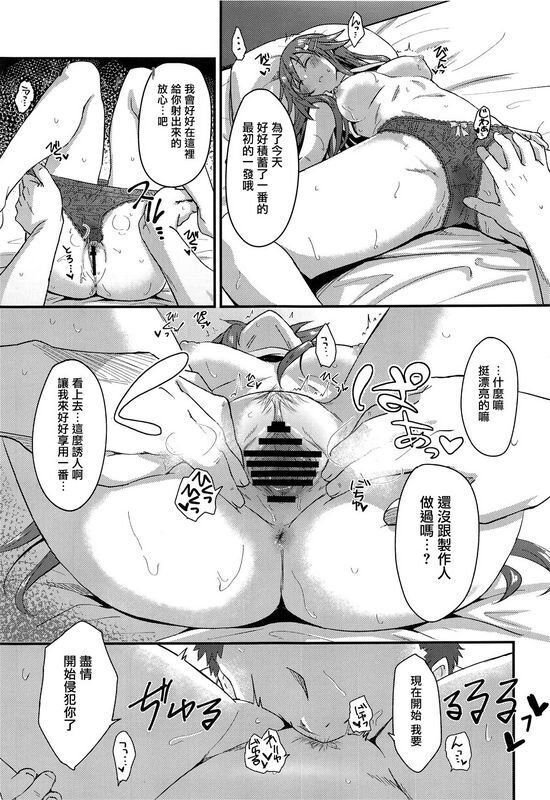 為了今天
好好積蓄了一番的
最初的一發哦
我會好好在這裡
給你射出來的
放心…吧
…什麼嘛
挺漂亮的嘛
還沒跟製作人
做過嗎…?
看上去…這麼誘人啊
讓我來好好享用一番…
現在開始 我要
盡情
開始侵犯你了